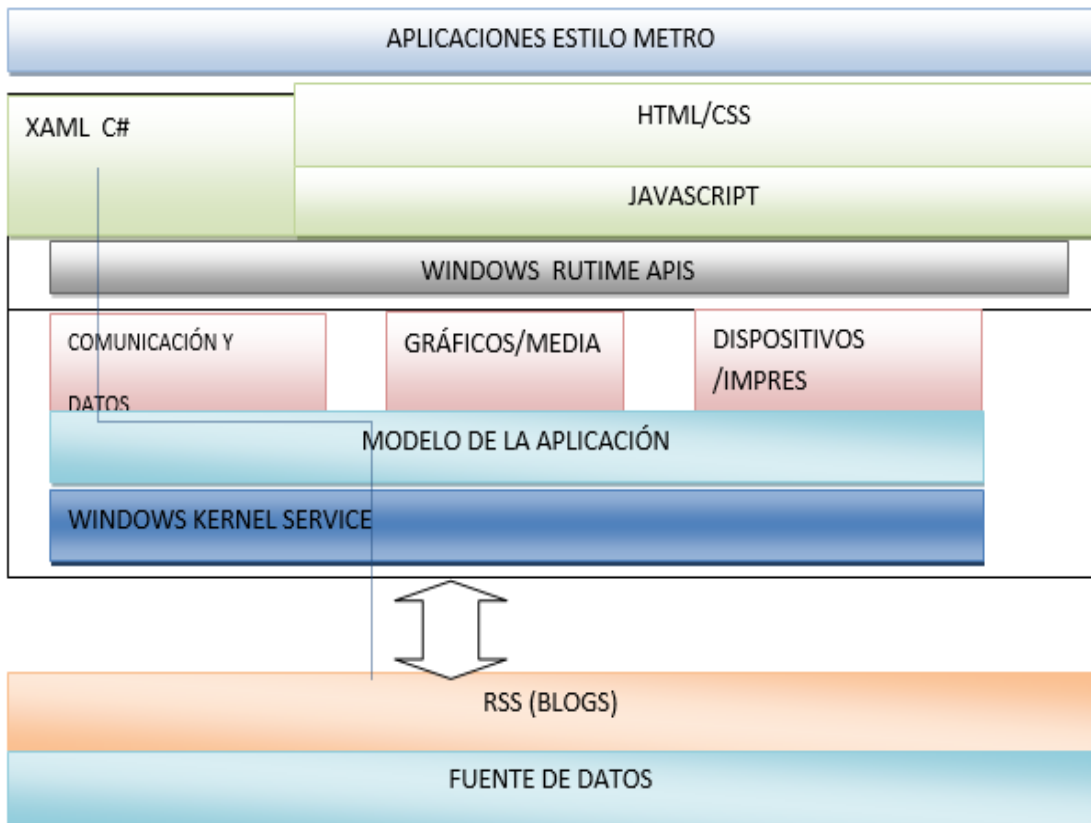 APLICACIONES ESTILO METRO
XAML C#
HTML/CSS
JAVASCRIPT
WINDOWS RUTIME APIS
COMUNICACIÓN Y
DATOS
GRÁFICOS/MEDIA
DISPOSITIVOS
/IMPRES
MODELO DE LA APLICACIÓN
WINDOWS KERNEL SERVICE
RSS (BLOGS)
FUENTE DE DATOS